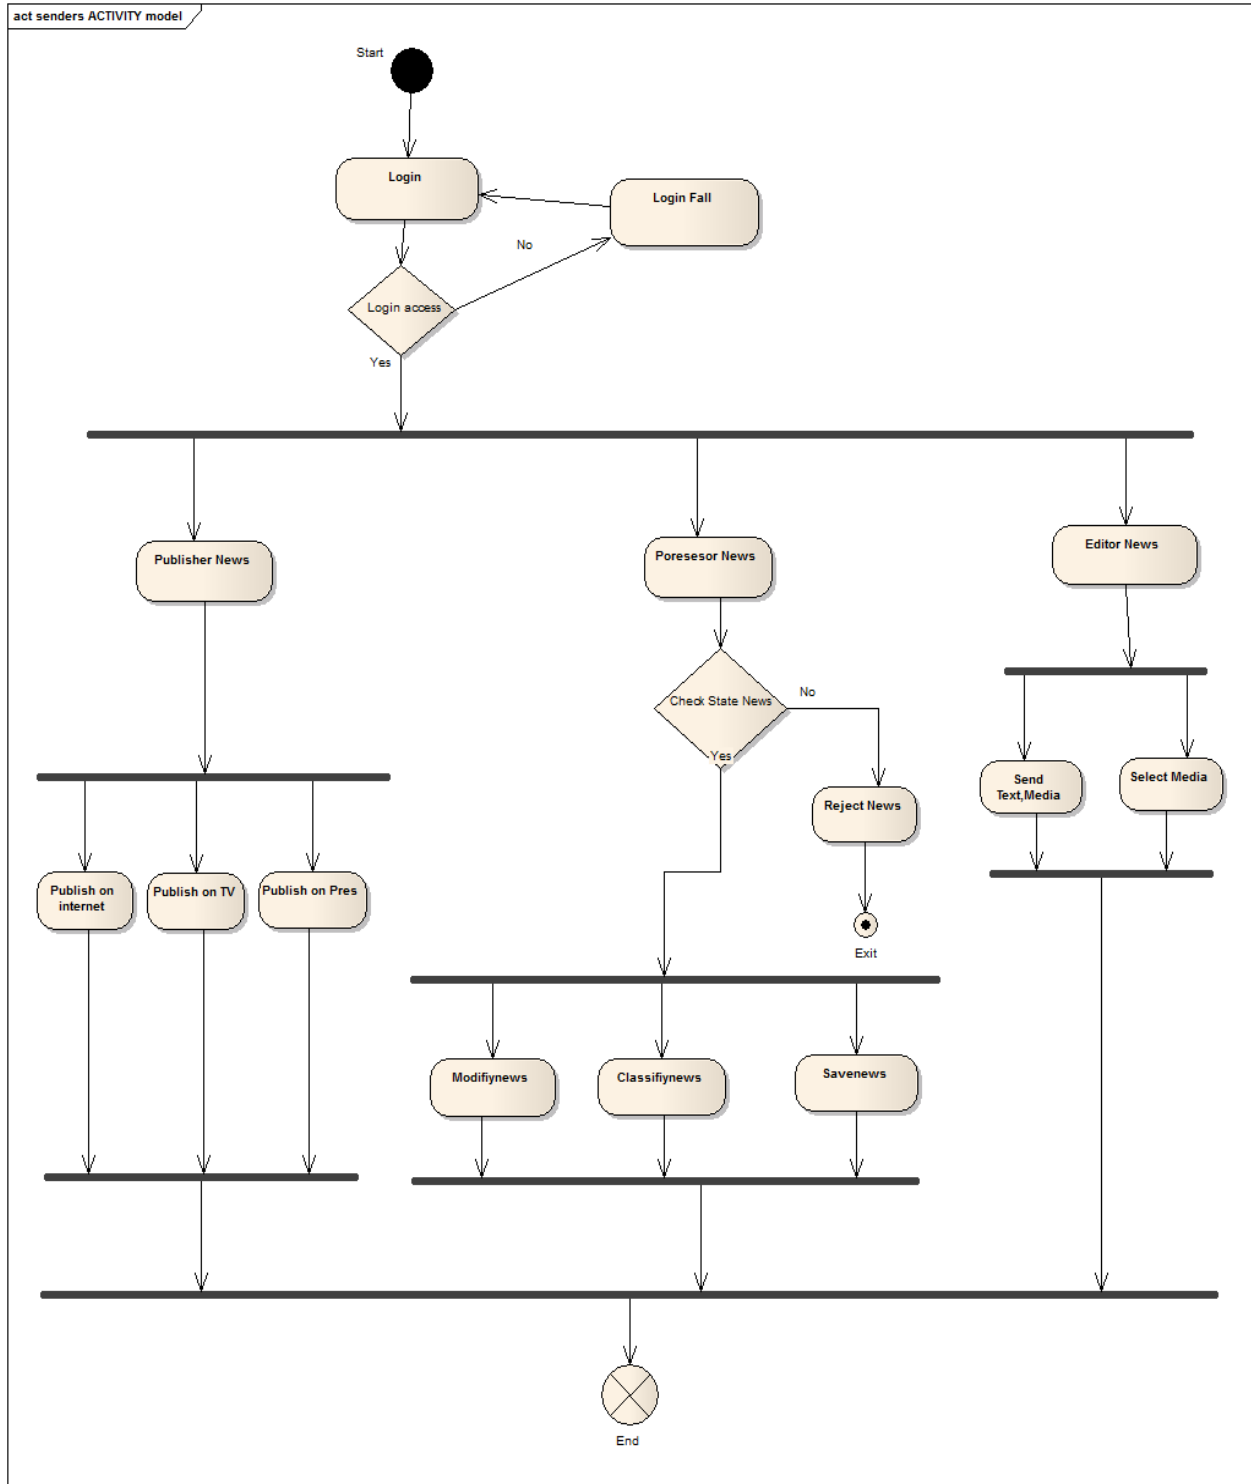 act senders ACTIVITY model
Start
Login
Login Fall
No
Login access
Yes
Publisher News
Poresesor News
Editor News
Check State News
No
Yes
Send
Text,Media
Select Media
Reject News
Publish on
internet
Publish on TV
Publish on Pres
Exit
Modifiynews
Classifiynews
Savenews
End